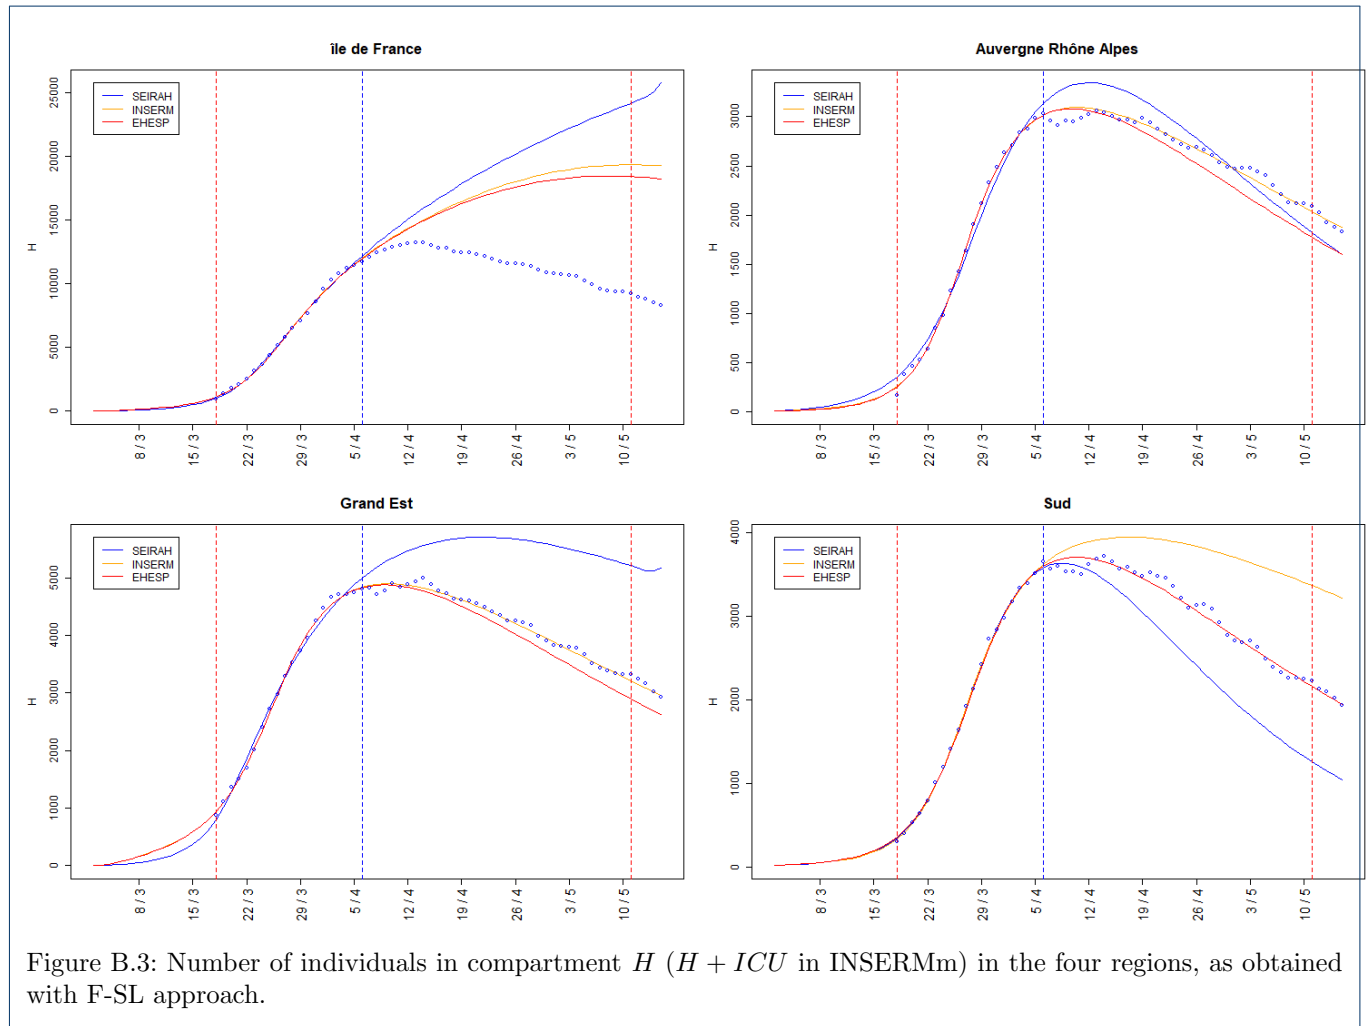 île de France
H
25000
20000
15000
10000
5000
0
SEIRAH
INSERM
EHESP
8 / 3
15 / 3
22 / 3
29 / 3
5 / 4
12 / 4
19 / 4
26 / 4
3 / 5
10 / 5
Auvergne Rhône Alpes
H
3000
2500
2000
1500
1000
500
0
SEIRAH
INSERM
EHESP
8 / 3
15 / 3
22 / 3
29 / 3
5 / 4
12 / 4
19 / 4
26 / 4
3 / 5
10 / 5
Grand Est
H
5000
4000
3000
2000
1000
0
SEIRAH
INSERM
EHESP
8 / 3
15 / 3
22 / 3
29 / 3
5 / 4
12 / 4
19 / 4
26 / 4
3 / 5
10 / 5
Sud
H
4000
3000
2000
1000
0
SEIRAH
INSERM
EHESP
8 / 3
15 / 3
22 / 3
29 / 3
5 / 4
12 / 4
19 / 4
26 / 4
3 / 5
10 / 5
Figure B.3: Number of individuals in compartment H (H + ICU in INSERMm) in the four regions, as obtained
with F-SL approach.